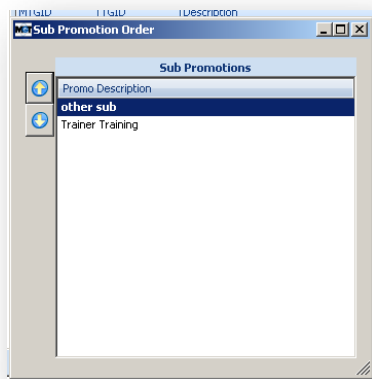 TMTGID TTGID TDescription
Sub Promotion Order
Sub Promotions
Promo Description
other sub
Trainer Training